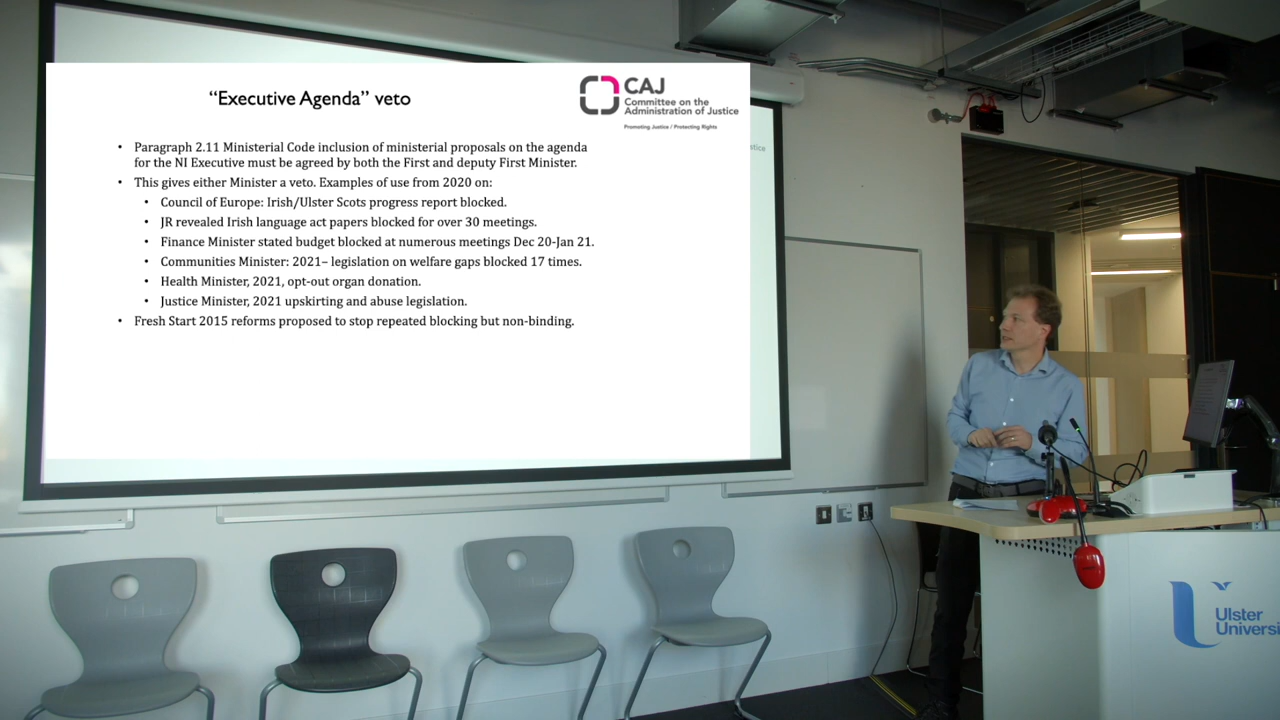 “Executive Agenda” veto
CAJ
Committee on the
Administration of Justice
Promoting Justice / Protecting Rights
• Paragraph 2.11 Ministerial Code inclusion of ministerial proposals on the agenda
for the NI Executive must be agreed by both the First and deputy First Minister.
• This gives either Minister a veto. Examples of use from 2020 on:
• Council of Europe: Irish/Ulster Scots progress report blocked.
• JR revealed Irish language act papers blocked for over 30 meetings.
• Finance Minister stated budget blocked at numerous meetings Dec 20-Jan 21.
• Communities Minister: 2021– legislation on welfare gaps blocked 17 times.
• Health Minister, 2021, opt-out organ donation.
• Justice Minister, 2021 upskirting and abuse legislation.
• Fresh Start 2015 reforms proposed to stop repeated blocking but non-binding.
stice
Ulster
Universi